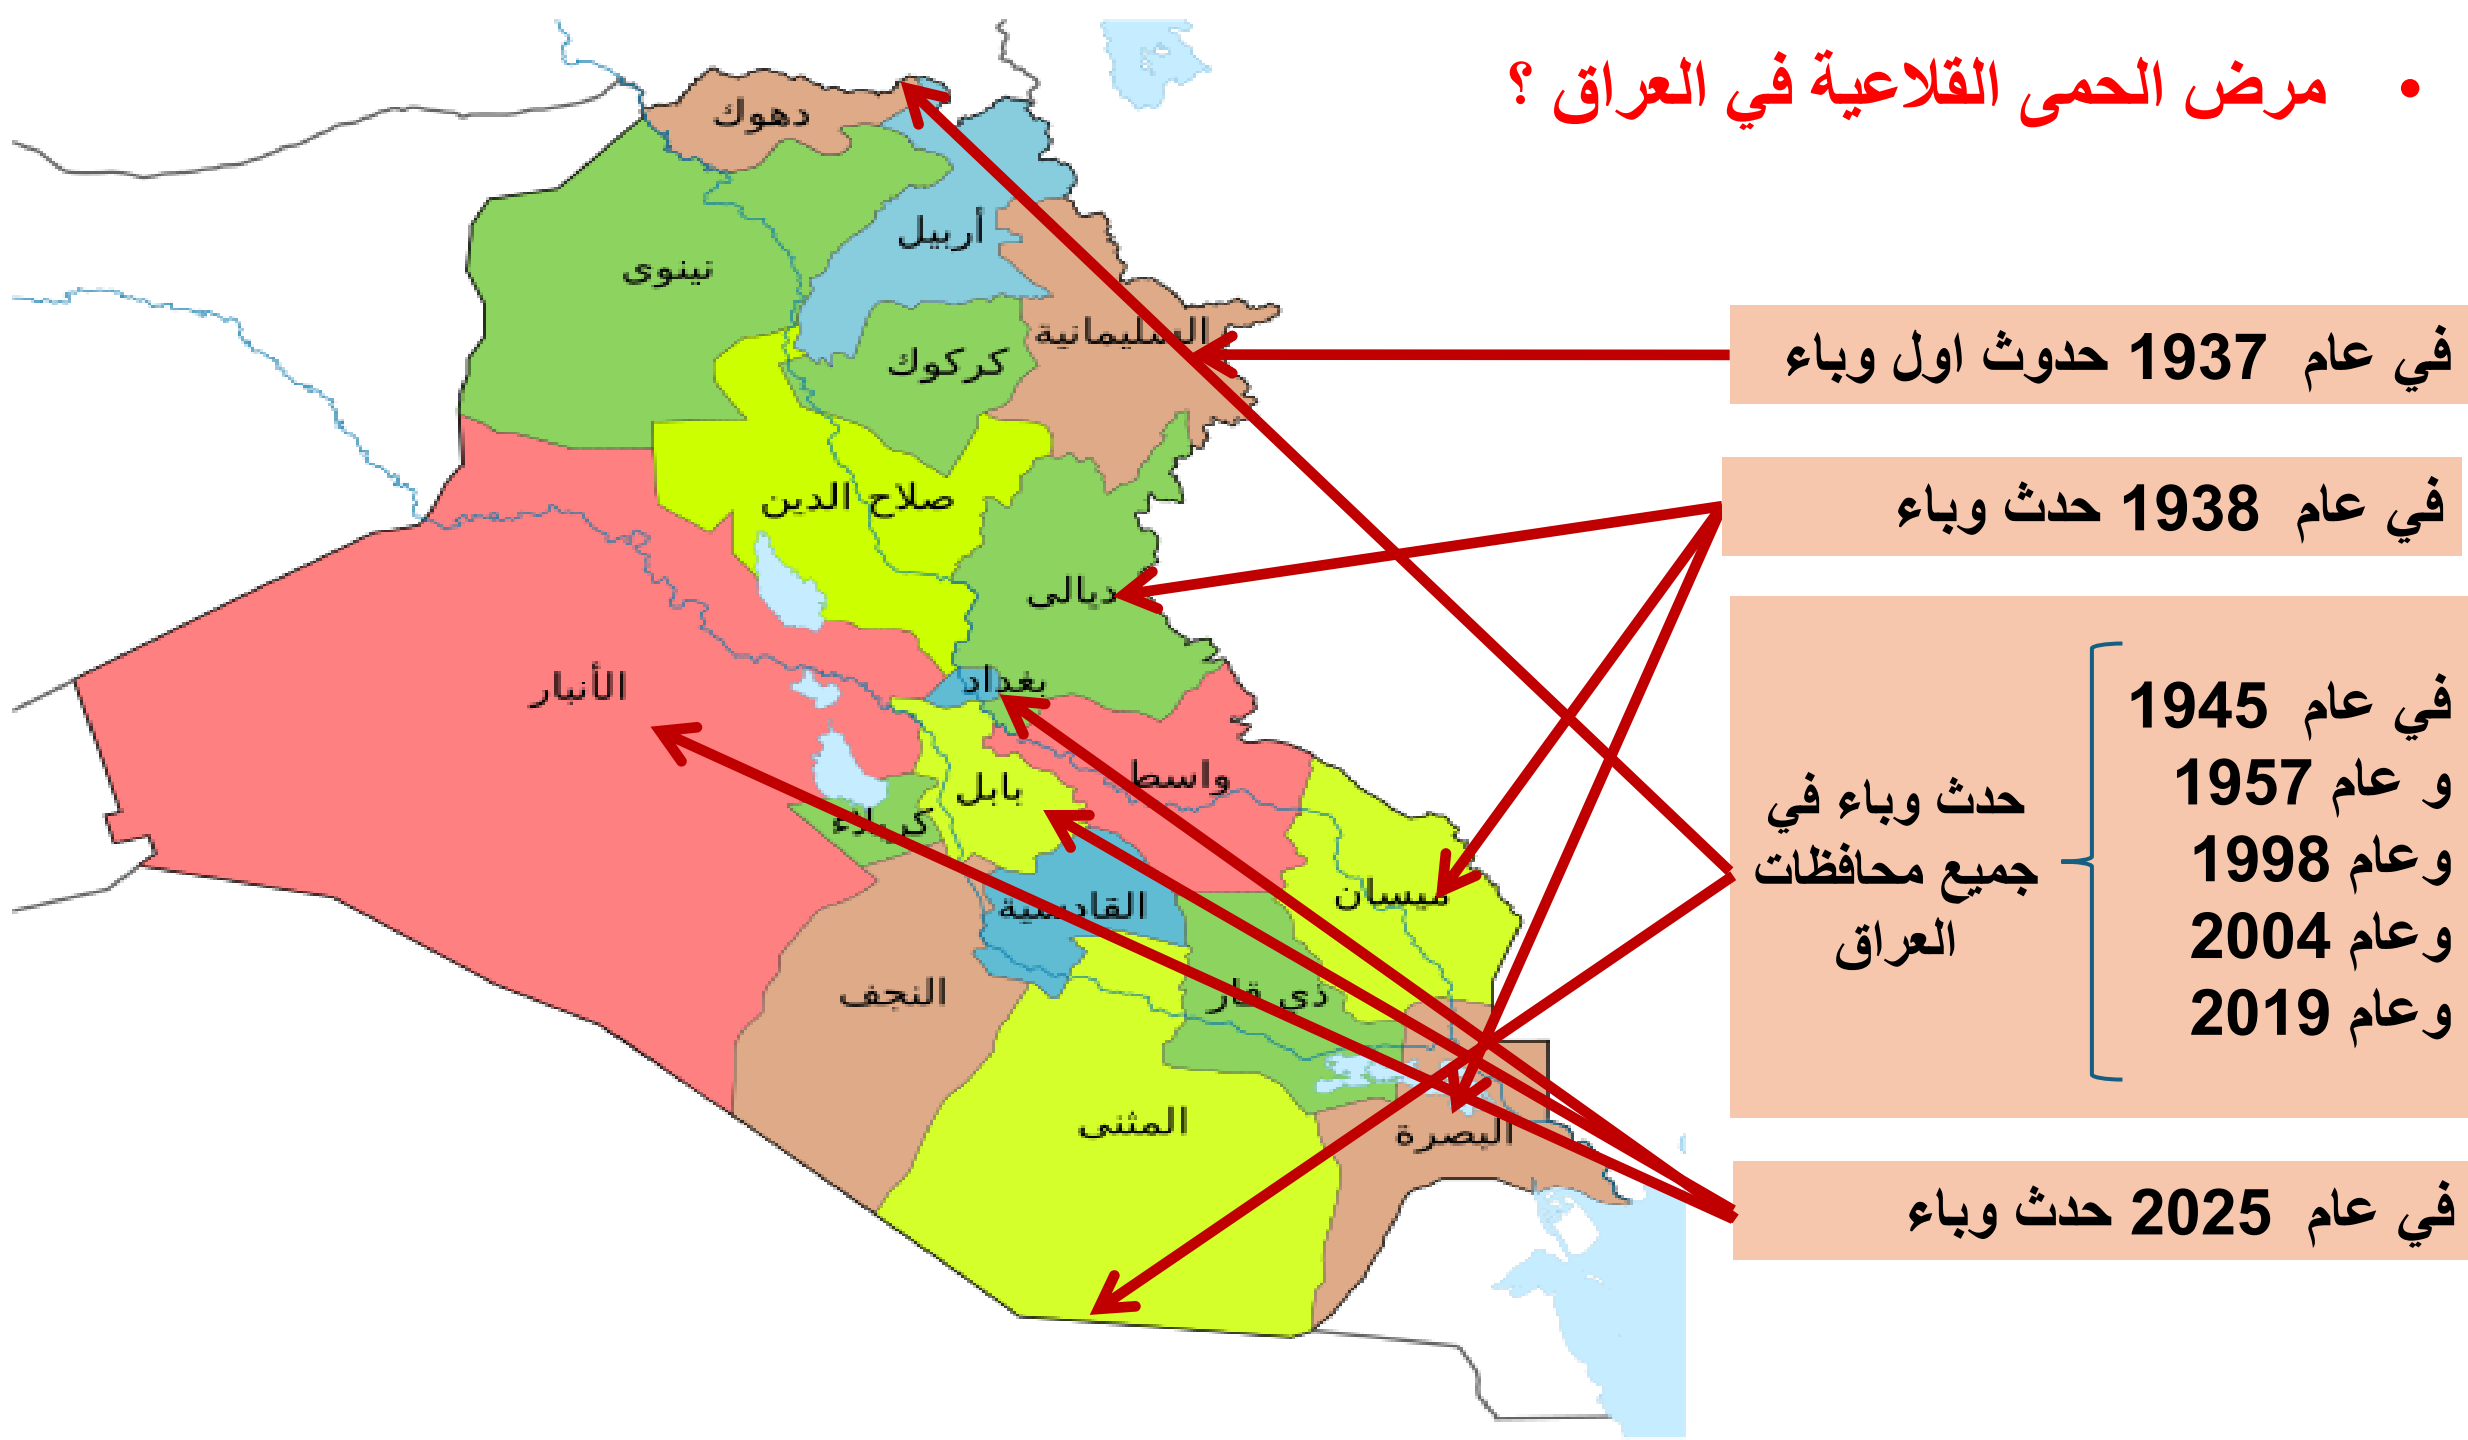 • مرض الحمى القلاعية في العراق ؟
في عام 1937 حدوث اول وباء
في عام 1938 حدث وباء
في عام 1945
و عام 1957
وعام 1998
وعام 2004
وعام 2019
حدث وباء في
جميع محافظات
العراق
في عام 2025 حدث وباء
دهوك
أربيل
نينوى
السليمانية
كركوك
صلاح الدين
ديالى
بغداد
الأنبار
واسط
بابل
كربلاء
ميسان
القادسية
ذي قار
النجف
المثنى
البصرة